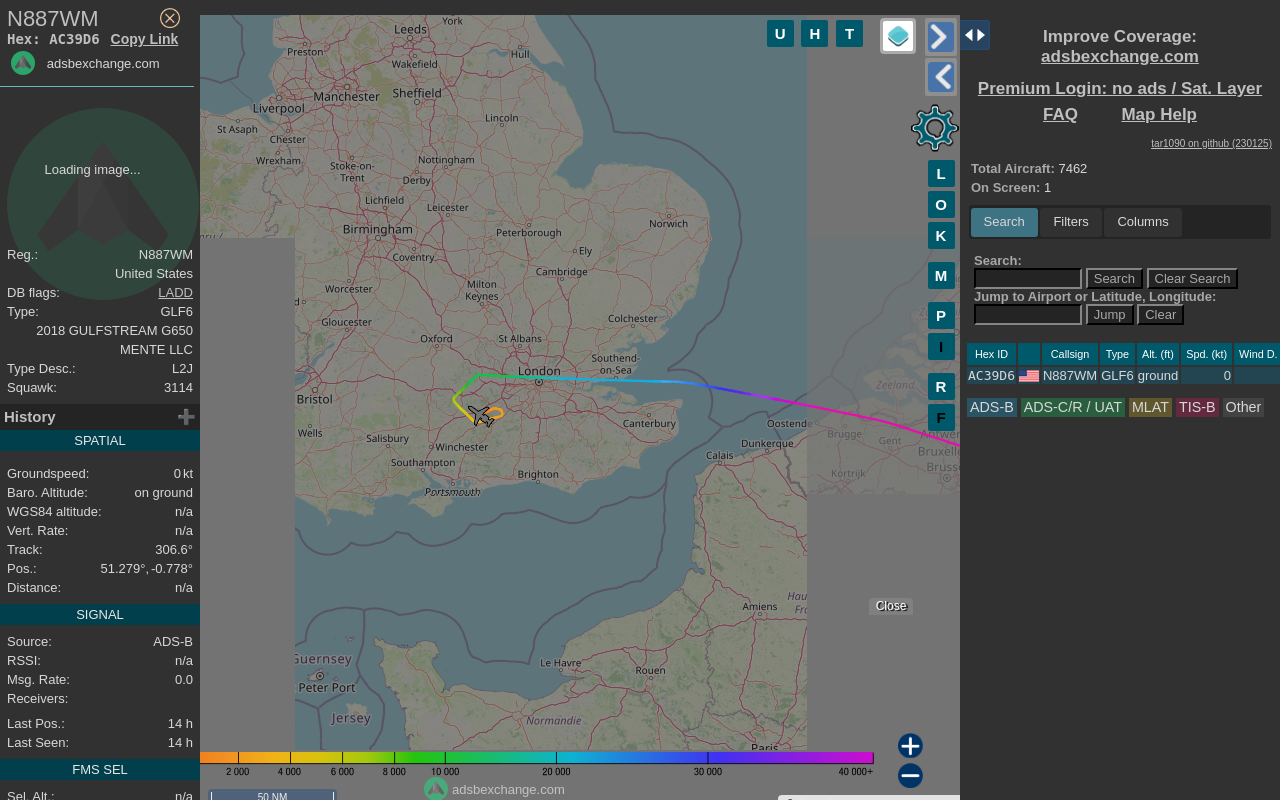 N887WM
Hex: AC39D6 Copy Link
adsbexchange.com
Loading image...
Reg.: N887WM
United States
DB flags: LADD
Type: GLF6
2018 GULFSTREAM G650
MENTE LLC
Type Desc.: L2J
Squawk: 3114
History
SPATIAL
Groundspeed: 0 kt
Baro. Altitude: on ground
WGS84 altitude: n/a
Vert. Rate: n/a
Track: 306.6°
Pos.: 51.279°, -0.778°
Distance: n/a
SIGNAL
Source: ADS-B
RSSI: n/a
Msg. Rate: 0.0
Receivers:
Last Pos.: 14 h
Last Seen: 14 h
FMS SEL
Sel. Alt.: n/a
U H T
L
O
K
M
P
I
R
F
York
Leeds
Preston
Hull
Manchester
Sheffield
Liverpool
Lincoln
St Asaph
Chester
Wrexham
Stoke-on-Trent
Nottingham
Derby
Lichfield
Leicester
Norwich
Birmingham
Peterborough
Ely
Coventry
Cambridge
Worcester
Milton Keynes
Gloucester
Colchester
Oxford
St Albans
Southend-on-Sea
London
Bristol
Zeeland
Wells
Canterbury
Oostende
Salisbury
Winchester
Dunkerque
Brugge
Gent
Antwer
Southampton
Calais
Bruxelle
Brusse
Brighton
Kortrijk
Portsmouth
Amiens
Hau
Fr
Close
Guernsey
Peter Port
Le Havre
Rouen
Jersey
Normandie
Paris
2 000 4 000 6 000 8 000 10 000 20 000 30 000 40 000+
adsbexchange.com
50 NM
Improve Coverage:
adsbexchange.com
Premium Login: no ads / Sat. Layer
FAQ Map Help
tar1090 on github (230125)
Total Aircraft: 7462
On Screen: 1
Search Filters Columns
Search:
Search Clear Search
Jump to Airport or Latitude, Longitude:
Jump Clear
Hex ID Callsign Type Alt. (ft) Spd. (kt) Wind D.
AC39D6 N887WM GLF6 ground 0
ADS-B ADS-C/R / UAT MLAT TIS-B Other